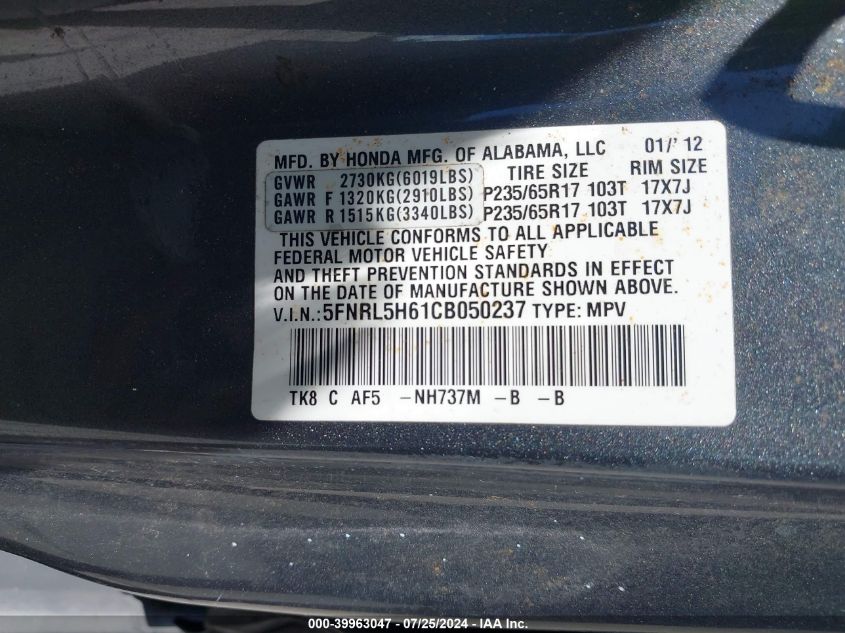 MFD. BY HONDA MFG. OF ALABAMA, LLC 01/'12
GVWR 2730KG(6019LBS) TIRE SIZE RIM SIZE
GAWR F 1320KG(2910LBS) P235/65R17 103T 17X7J
GAWR R 1515KG(3340LBS) P235/65R17 103T 17X7J
THIS VEHICLE CONFORMS TO ALL APPLICABLE
FEDERAL MOTOR VEHICLE SAFETY
AND THEFT PREVENTION STANDARDS IN EFFECT
ON THE DATE OF MANUFACTURE SHOWN ABOVE.
V.I.N.:5FNRL5H61CB050237 TYPE: MPV
TK8 C AF5 -NH737M -B -B
000-39963047 - 07/25/2024 - IAA Inc.